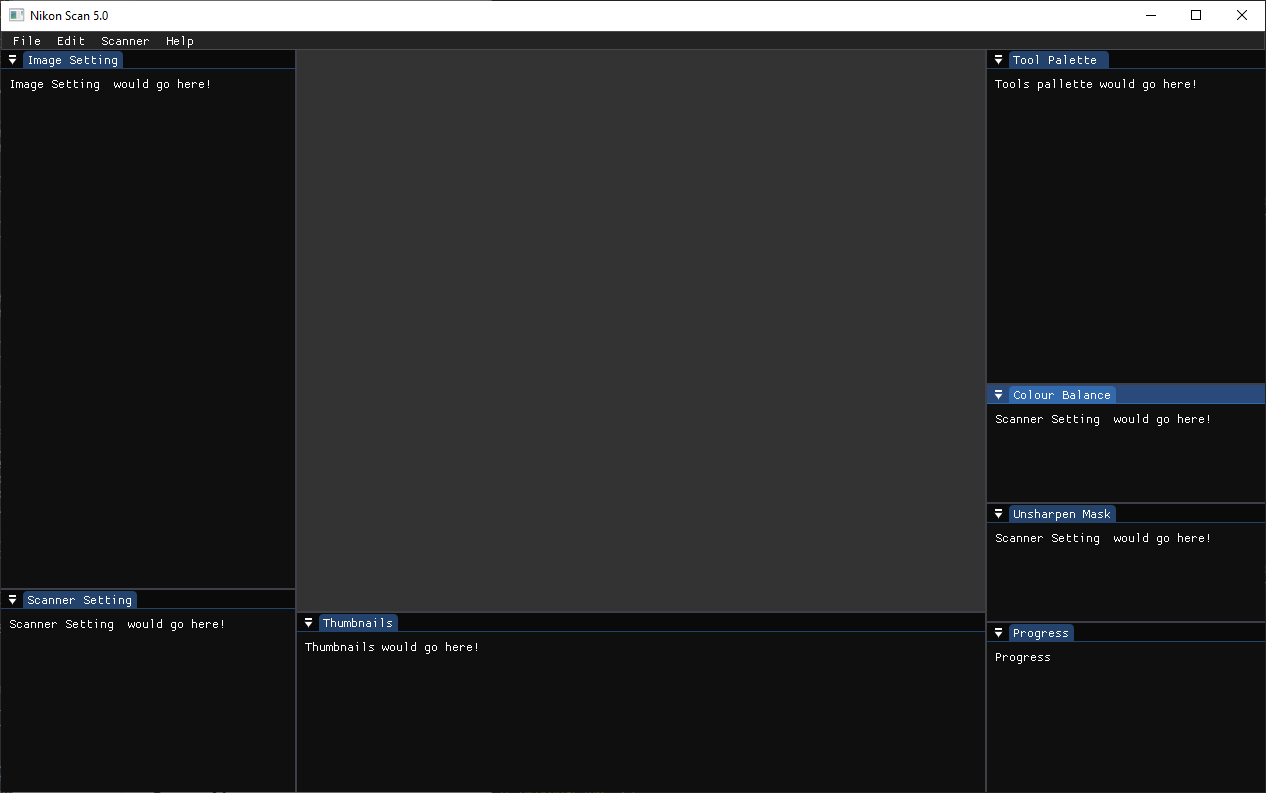 Nikon Scan 5.0
File Edit Scanner Help
Image Setting
Image Setting  would go here!
Scanner Setting
Scanner Setting  would go here!
Thumbnails
Thumbnails would go here!
Tool Palette
Tools pallette would go here!
Colour Balance
Scanner Setting  would go here!
Unsharpen Mask
Scanner Setting  would go here!
Progress
Progress